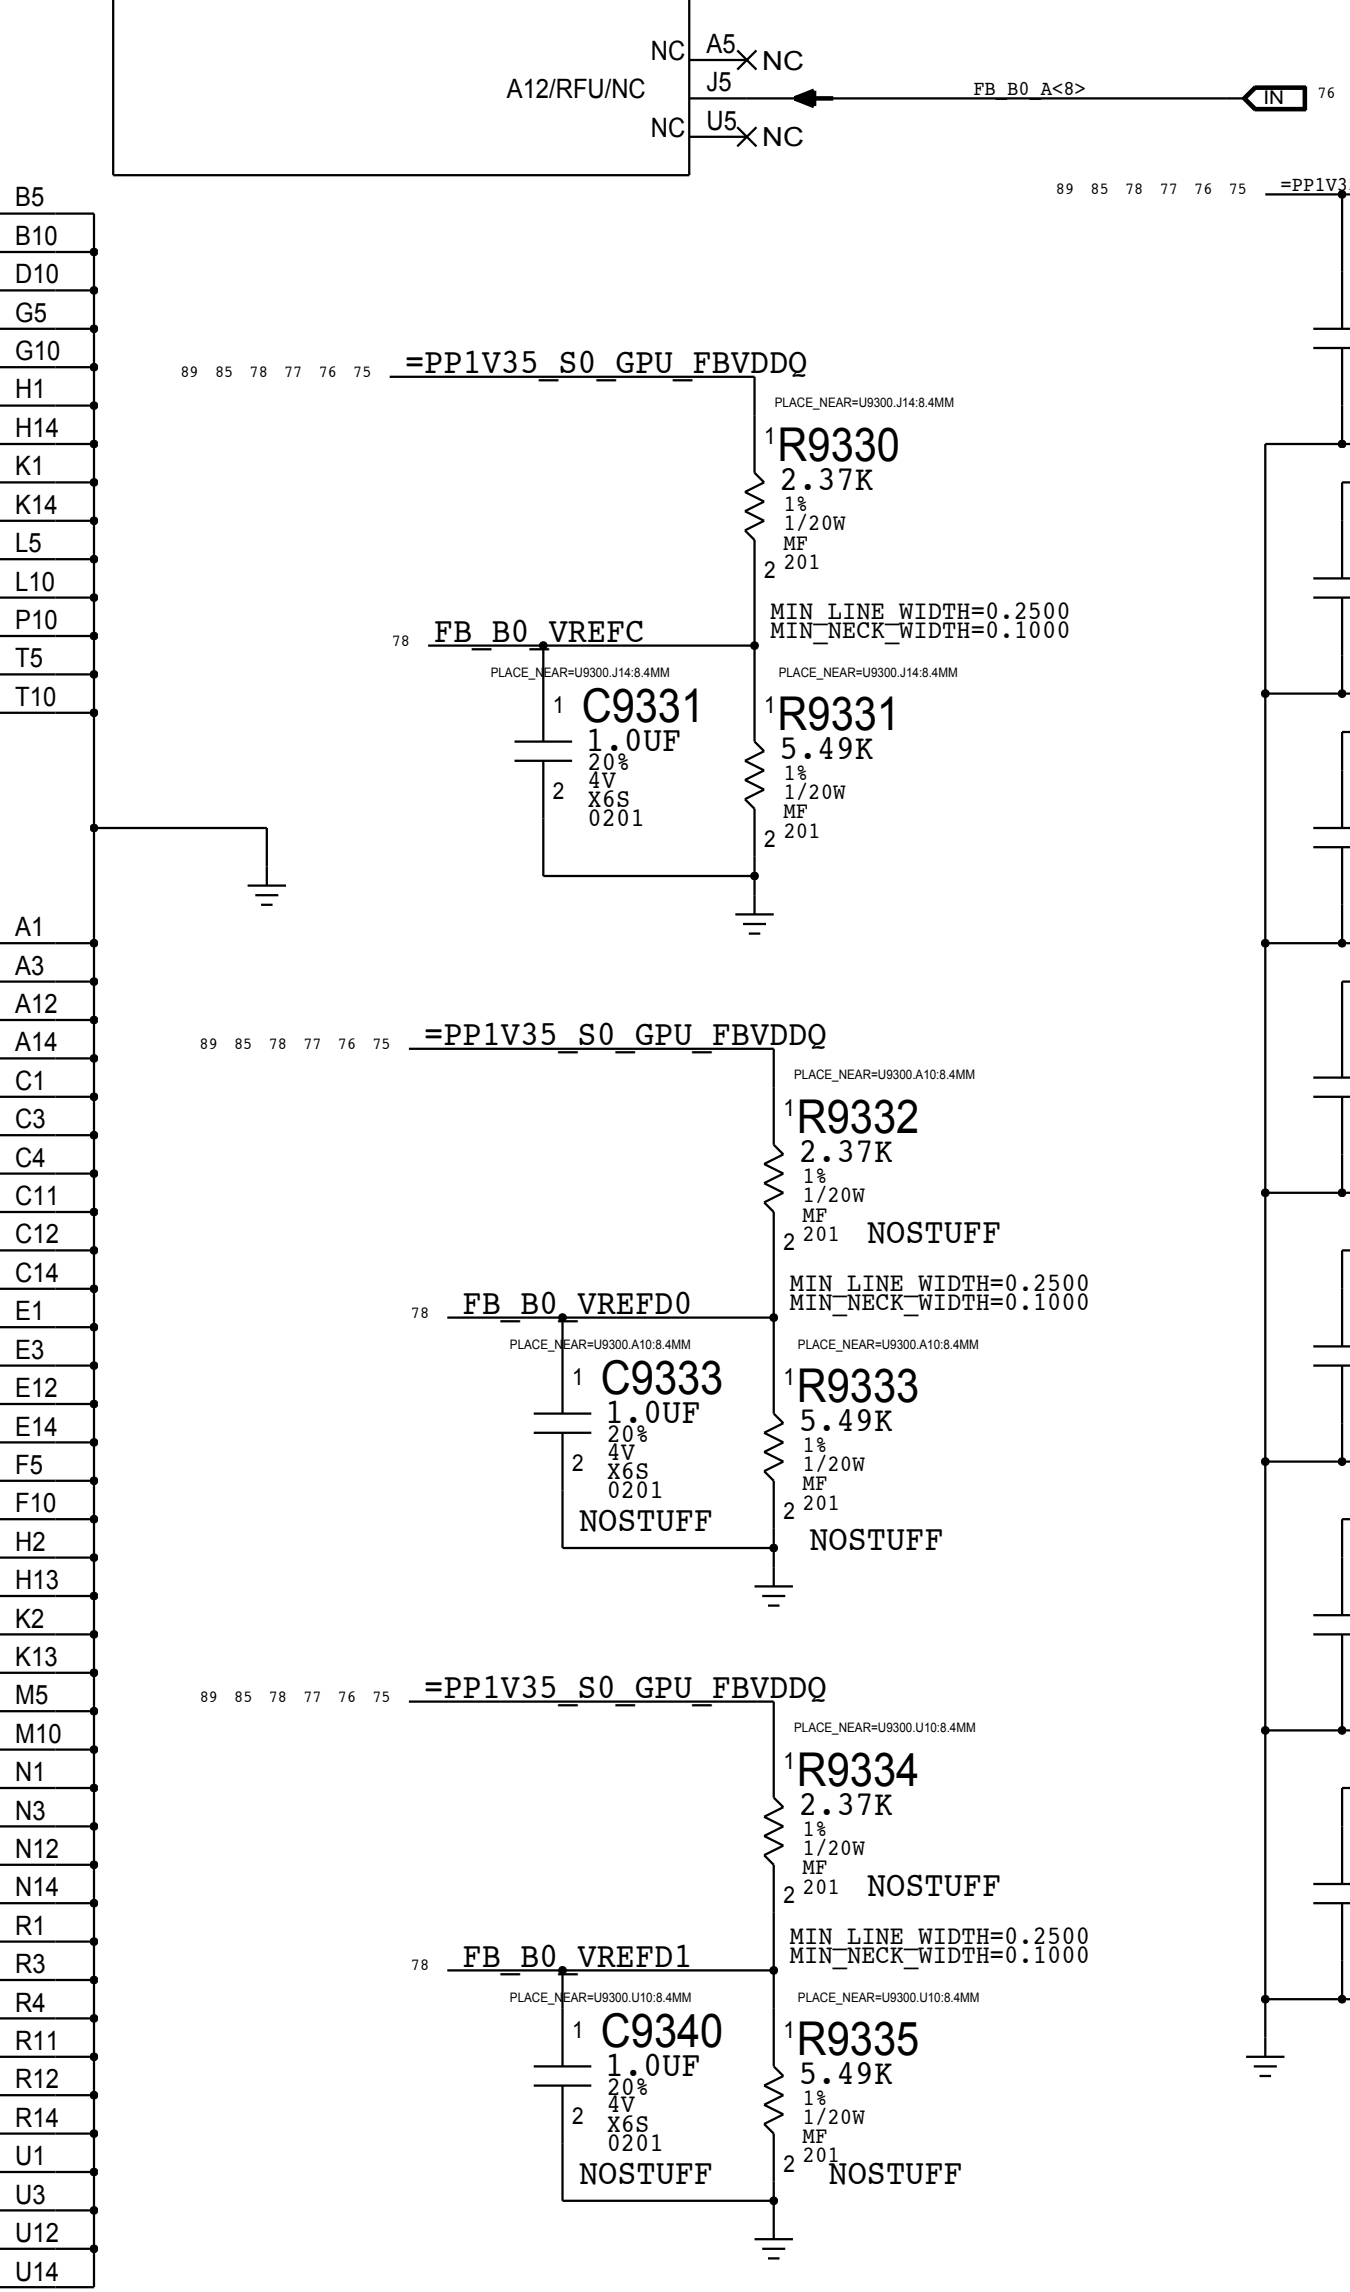 NC A5 NC
A12/RFU/NC J5 FB_B0_A<8> IN 76
NC U5 NC
89 85 78 77 76 75 =PP1V3
B5
B10
D10
G5
G10
H1
H14
K1
K14
L5
L10
P10
T5
T10
89 85 78 77 76 75 =PP1V35_S0_GPU_FBVDDQ
PLACE_NEAR=U9300.J14:8.4MM
1 R9330
2.37K
1%
1/20W
MF
2 201
MIN_LINE_WIDTH=0.2500
MIN_NECK_WIDTH=0.1000
78 FB_B0_VREFC
PLACE_NEAR=U9300.J14:8.4MM
1 C9331
1.0UF
20%
4V
2 X6S
0201
PLACE_NEAR=U9300.J14:8.4MM
1 R9331
5.49K
1%
1/20W
MF
2 201
A1
A3
A12
A14
C1
C3
C4
C11
C12
C14
E1
E3
E12
E14
F5
F10
H2
H13
K2
K13
M5
M10
N1
N3
N12
N14
R1
R3
R4
R11
R12
R14
U1
U3
U12
U14
89 85 78 77 76 75 =PP1V35_S0_GPU_FBVDDQ
PLACE_NEAR=U9300.A10:8.4MM
1 R9332
2.37K
1%
1/20W
MF
2 201 NOSTUFF
MIN_LINE_WIDTH=0.2500
MIN_NECK_WIDTH=0.1000
78 FB_B0_VREFD0
PLACE_NEAR=U9300.A10:8.4MM
1 C9333
1.0UF
20%
4V
2 X6S
0201
NOSTUFF
PLACE_NEAR=U9300.A10:8.4MM
1 R9333
5.49K
1%
1/20W
MF
2 201
NOSTUFF
89 85 78 77 76 75 =PP1V35_S0_GPU_FBVDDQ
PLACE_NEAR=U9300.U10:8.4MM
1 R9334
2.37K
1%
1/20W
MF
2 201 NOSTUFF
MIN_LINE_WIDTH=0.2500
MIN_NECK_WIDTH=0.1000
78 FB_B0_VREFD1
PLACE_NEAR=U9300.U10:8.4MM
1 C9340
1.0UF
20%
4V
2 X6S
0201
NOSTUFF
PLACE_NEAR=U9300.U10:8.4MM
1 R9335
5.49K
1%
1/20W
MF
2 201
NOSTUFF